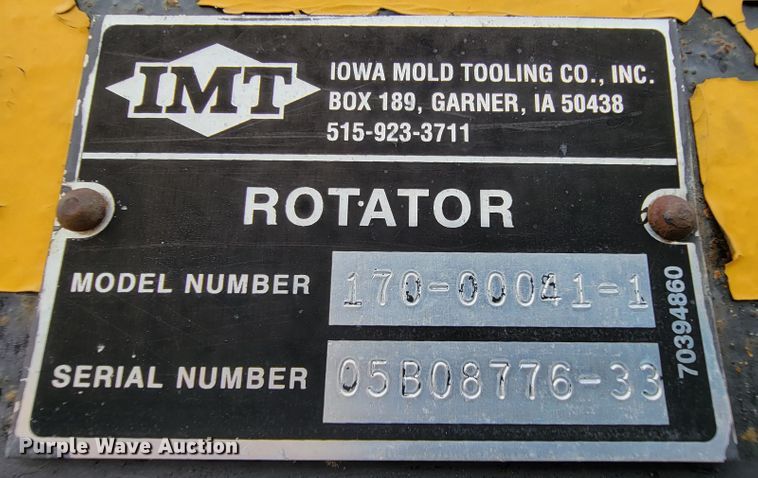 IMT
IOWA MOLD TOOLING CO., INC.
BOX 189, GARNER, IA 50438
515-923-3711
ROTATOR
MODEL NUMBER 170-00041-1
SERIAL NUMBER 05B08776-33
70394860
Purple Wave Auction